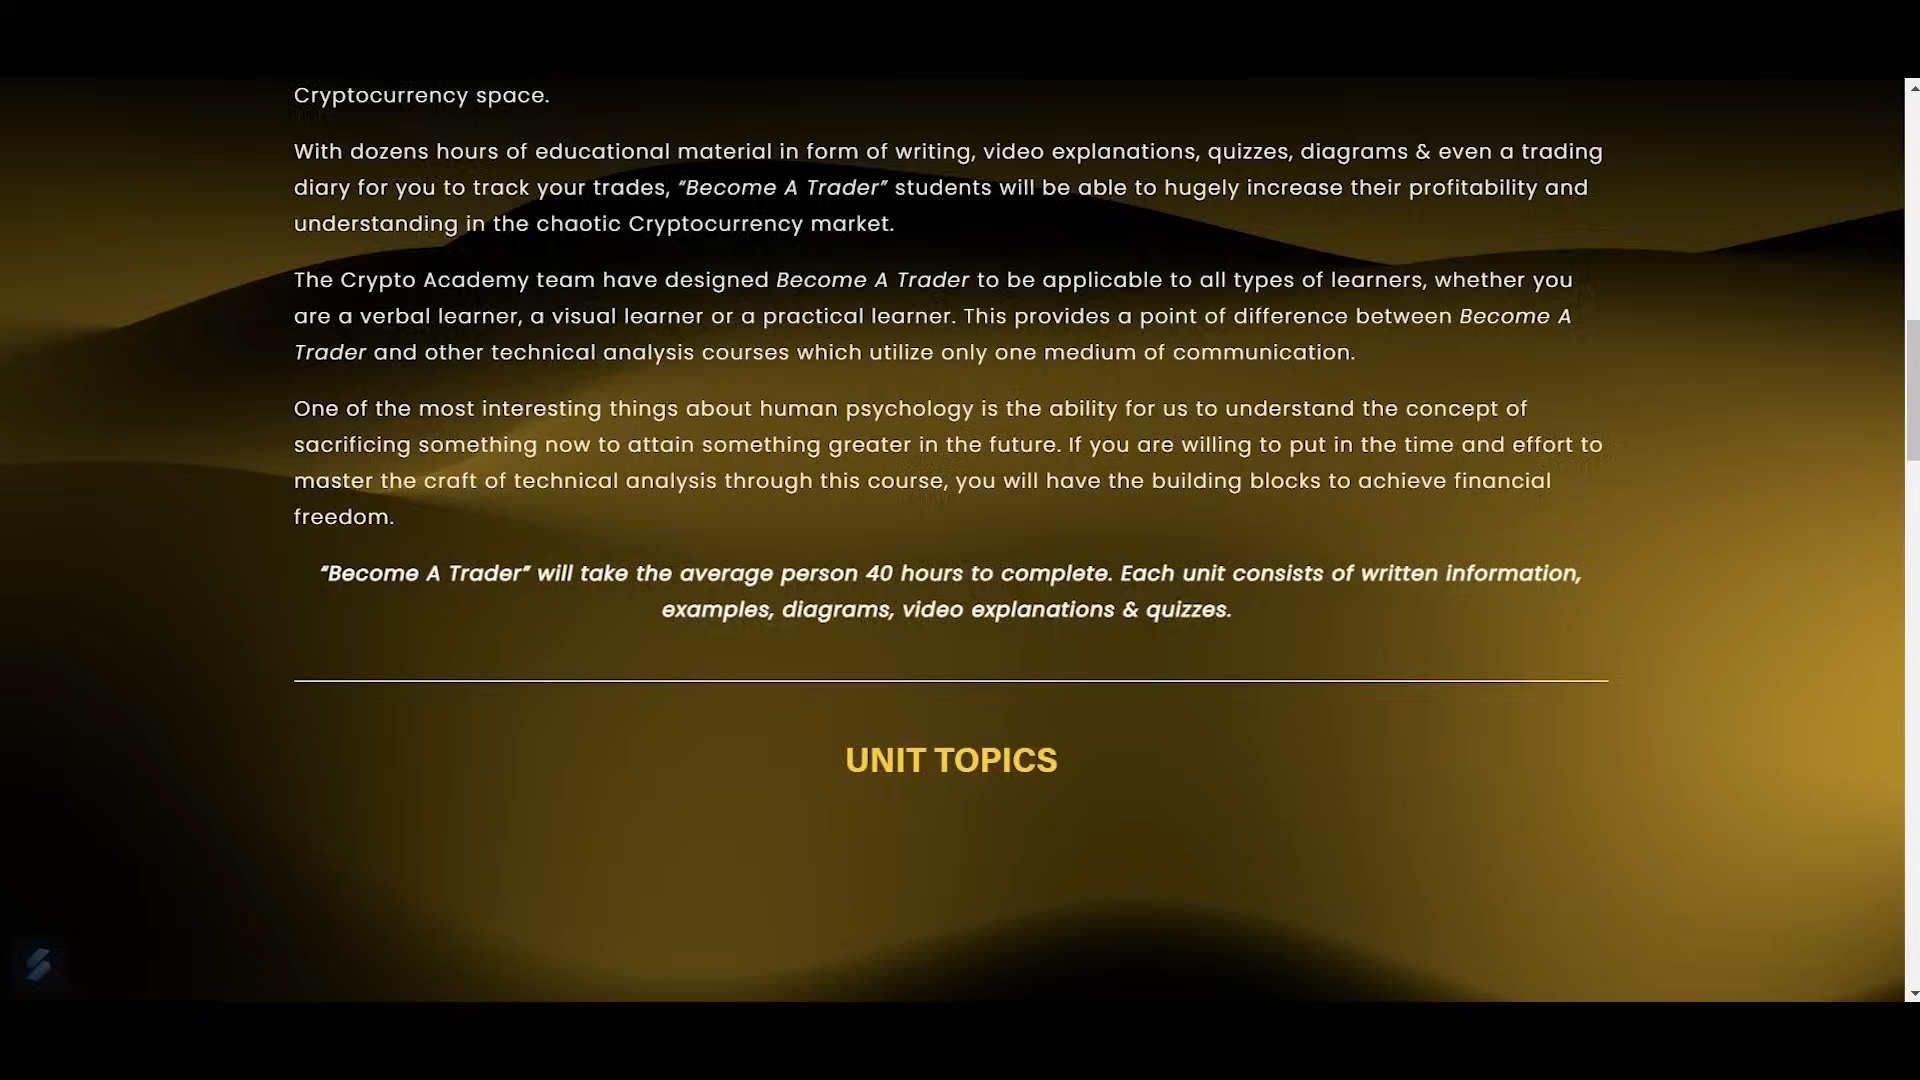 Cryptocurrency space.
With dozens hours of educational material in form of writing, video explanations, quizzes, diagrams & even a trading
diary for you to track your trades, “Become A Trader” students will be able to hugely increase their profitability and
understanding in the chaotic Cryptocurrency market.
The Crypto Academy team have designed Become A Trader to be applicable to all types of learners, whether you
are a verbal learner, a visual learner or a practical learner. This provides a point of difference between Become A
Trader and other technical analysis courses which utilize only one medium of communication.
One of the most interesting things about human psychology is the ability for us to understand the concept of
sacrificing something now to attain something greater in the future. If you are willing to put in the time and effort to
master the craft of technical analysis through this course, you will have the building blocks to achieve financial
freedom.
“Become A Trader” will take the average person 40 hours to complete. Each unit consists of written information,
examples, diagrams, video explanations & quizzes.
UNIT TOPICS